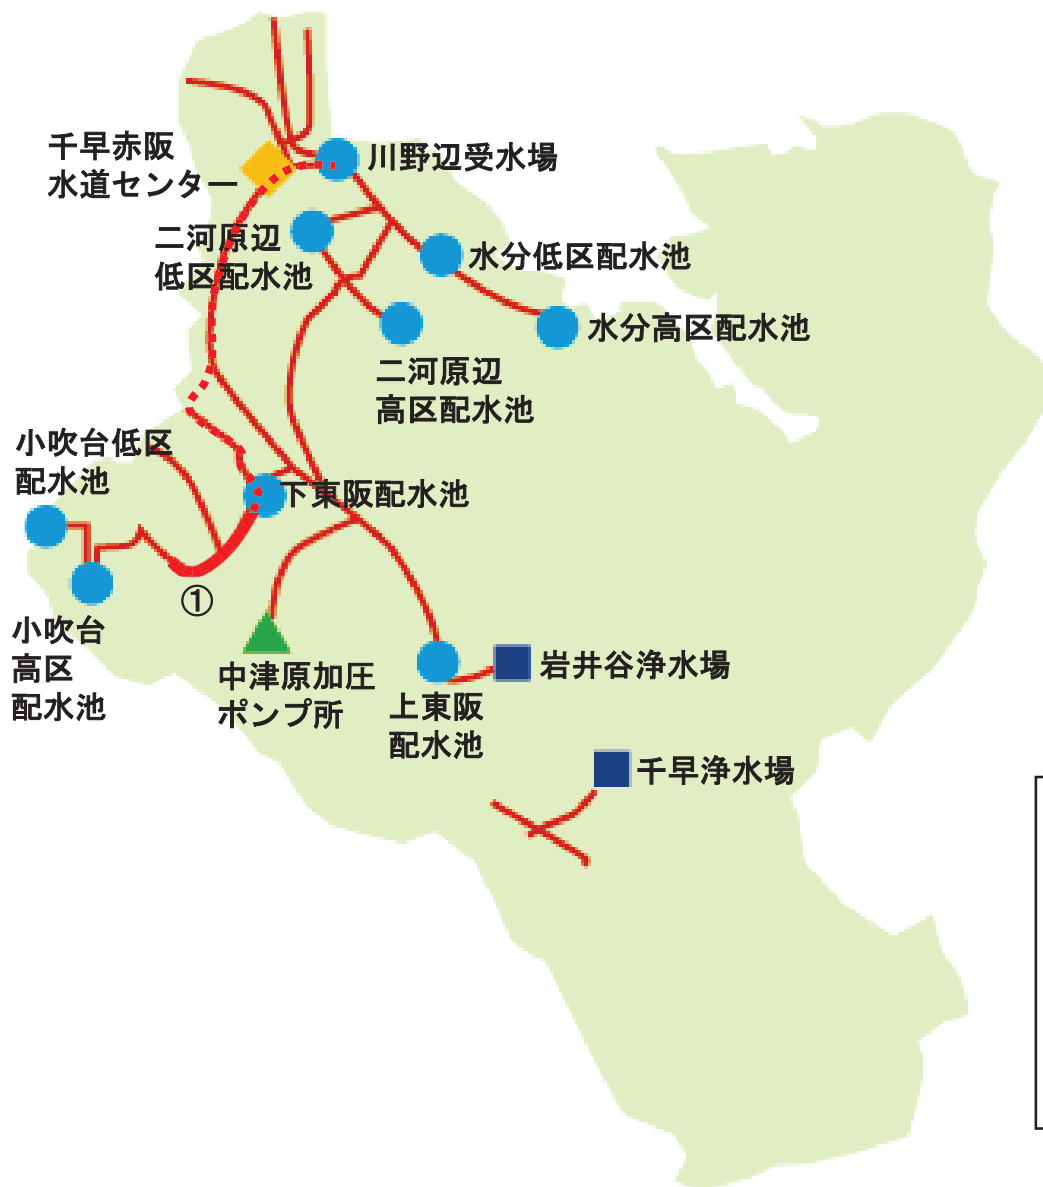 千早赤阪
水道センター
川野辺受水場
二河原辺
低区配水池
水分低区配水池
水分高区配水池
二河原辺
高区配水池
小吹台低区
配水池
下東阪配水池
①
小吹台
高区
配水池
中津原加圧
ポンプ所
上東阪
配水池
岩井谷浄水場
千早浄水場